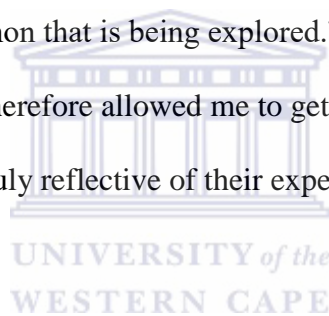 non that is being explored.
herefore allowed me to get
uly reflective of their expe
UNIVERSITY of the
WESTERN CAPE